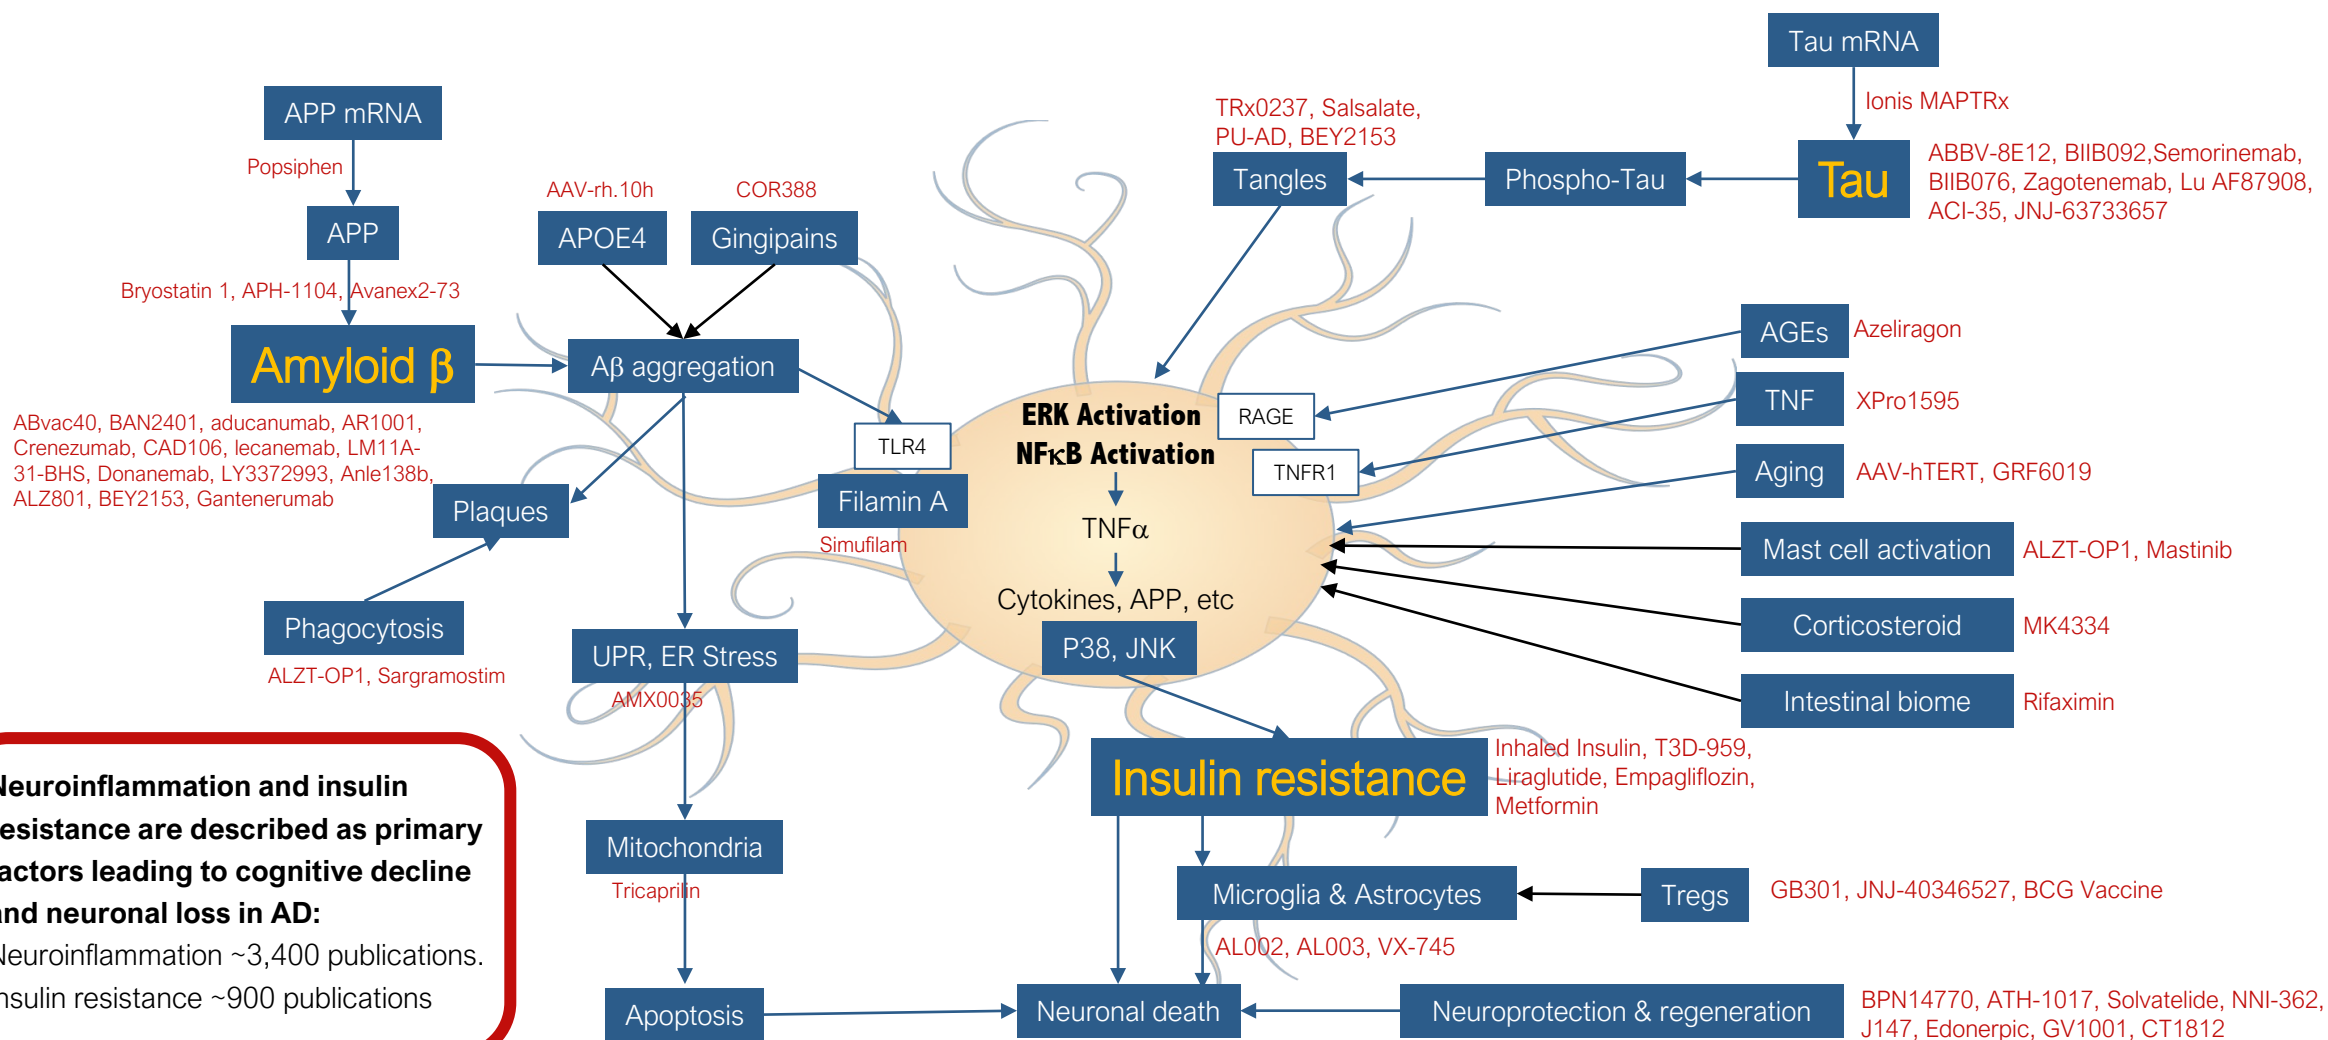 Tau mRNA
Ionis MAPTRx
Tau
ABBV-8E12, BIIB092,Semorinemab,
BIIB076, Zagotenemab, Lu AF87908,
ACI-35, JNJ-63733657
Phospho-Tau
TRx0237, Salsalate,
PU-AD, BEY2153
Tangles
APP mRNA
Popsiphen
APP
Bryostatin 1, APH-1104, Avanex2-73
Amyloid β
ABvac40, BAN2401, aducanumab, AR1001,
Crenezumab, CAD106, lecanemab, LM11A-
31-BHS, Donanemab, LY3372993, Anle138b,
ALZ801, BEY2153, Gantenerumab
AAV-rh.10h
APOE4
COR388
Gingipains
Aβ aggregation
Plaques
Phagocytosis
ALZT-OP1, Sargramostim
TLR4
Filamin A
Simufilam
UPR, ER Stress
AMX0035
Mitochondria
Tricaprilin
Apoptosis
ERK Activation
NFκB Activation
TNFα
Cytokines, APP, etc
P38, JNK
RAGE
TNFR1
AGEs
Azeliragon
TNF
XPro1595
Aging
AAV-hTERT, GRF6019
Mast cell activation
ALZT-OP1, Mastinib
Corticosteroid
MK4334
Intestinal biome
Rifaximin
Insulin resistance
Inhaled Insulin, T3D-959,
Liraglutide, Empagliflozin,
Metformin
Microglia & Astrocytes
AL002, AL003, VX-745
Tregs
GB301, JNJ-40346527, BCG Vaccine
Neuronal death
Neuroprotection & regeneration
BPN14770, ATH-1017, Solvatelide, NNI-362,
J147, Edonerpic, GV1001, CT1812
Neuroinflammation and insulin
resistance are described as primary
factors leading to cognitive decline
and neuronal loss in AD:
Neuroinflammation ~3,400 publications.
Insulin resistance ~900 publications